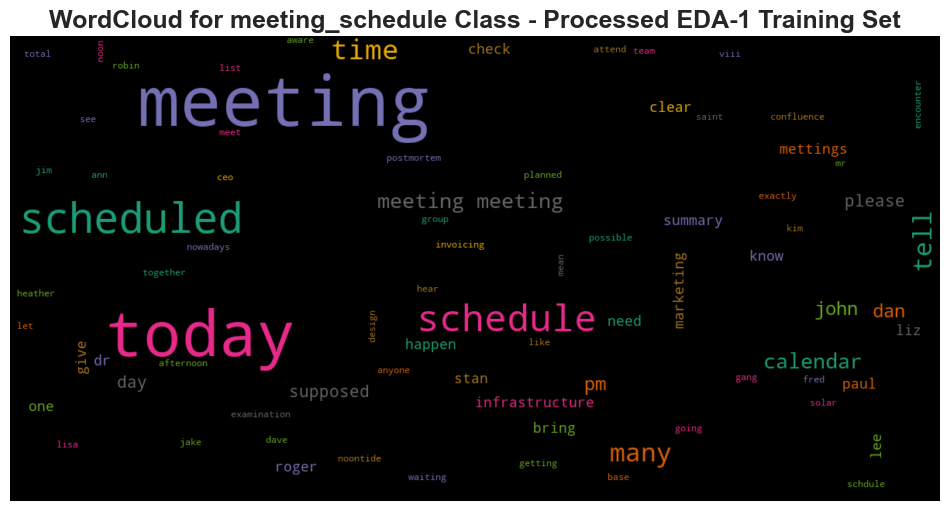 WordCloud for meeting_schedule Class - Processed EDA-1 Training Set
total
noon
aware
time
check
attend
team
viii
robin
list
meeting
clear
saint
confluence
encounter
see
meet
mettings
mr
postmortem
jim
ann
ceo
planned
exactly
please
scheduled
meeting meeting
group
summary
kim
tell
nowadays
invoicing
possible
know
together
mean
marketing
heather
hear
let
today
design
schedule
need
john
dan
liz
happen
like
give
dr
afternoon
calendar
anyone
stan
pm
gang
fred
paul
day
supposed
infrastructure
solar
one
examination
bring
going
lisa
jake
dave
many
lee
roger
noontide
getting
waiting
base
schdule